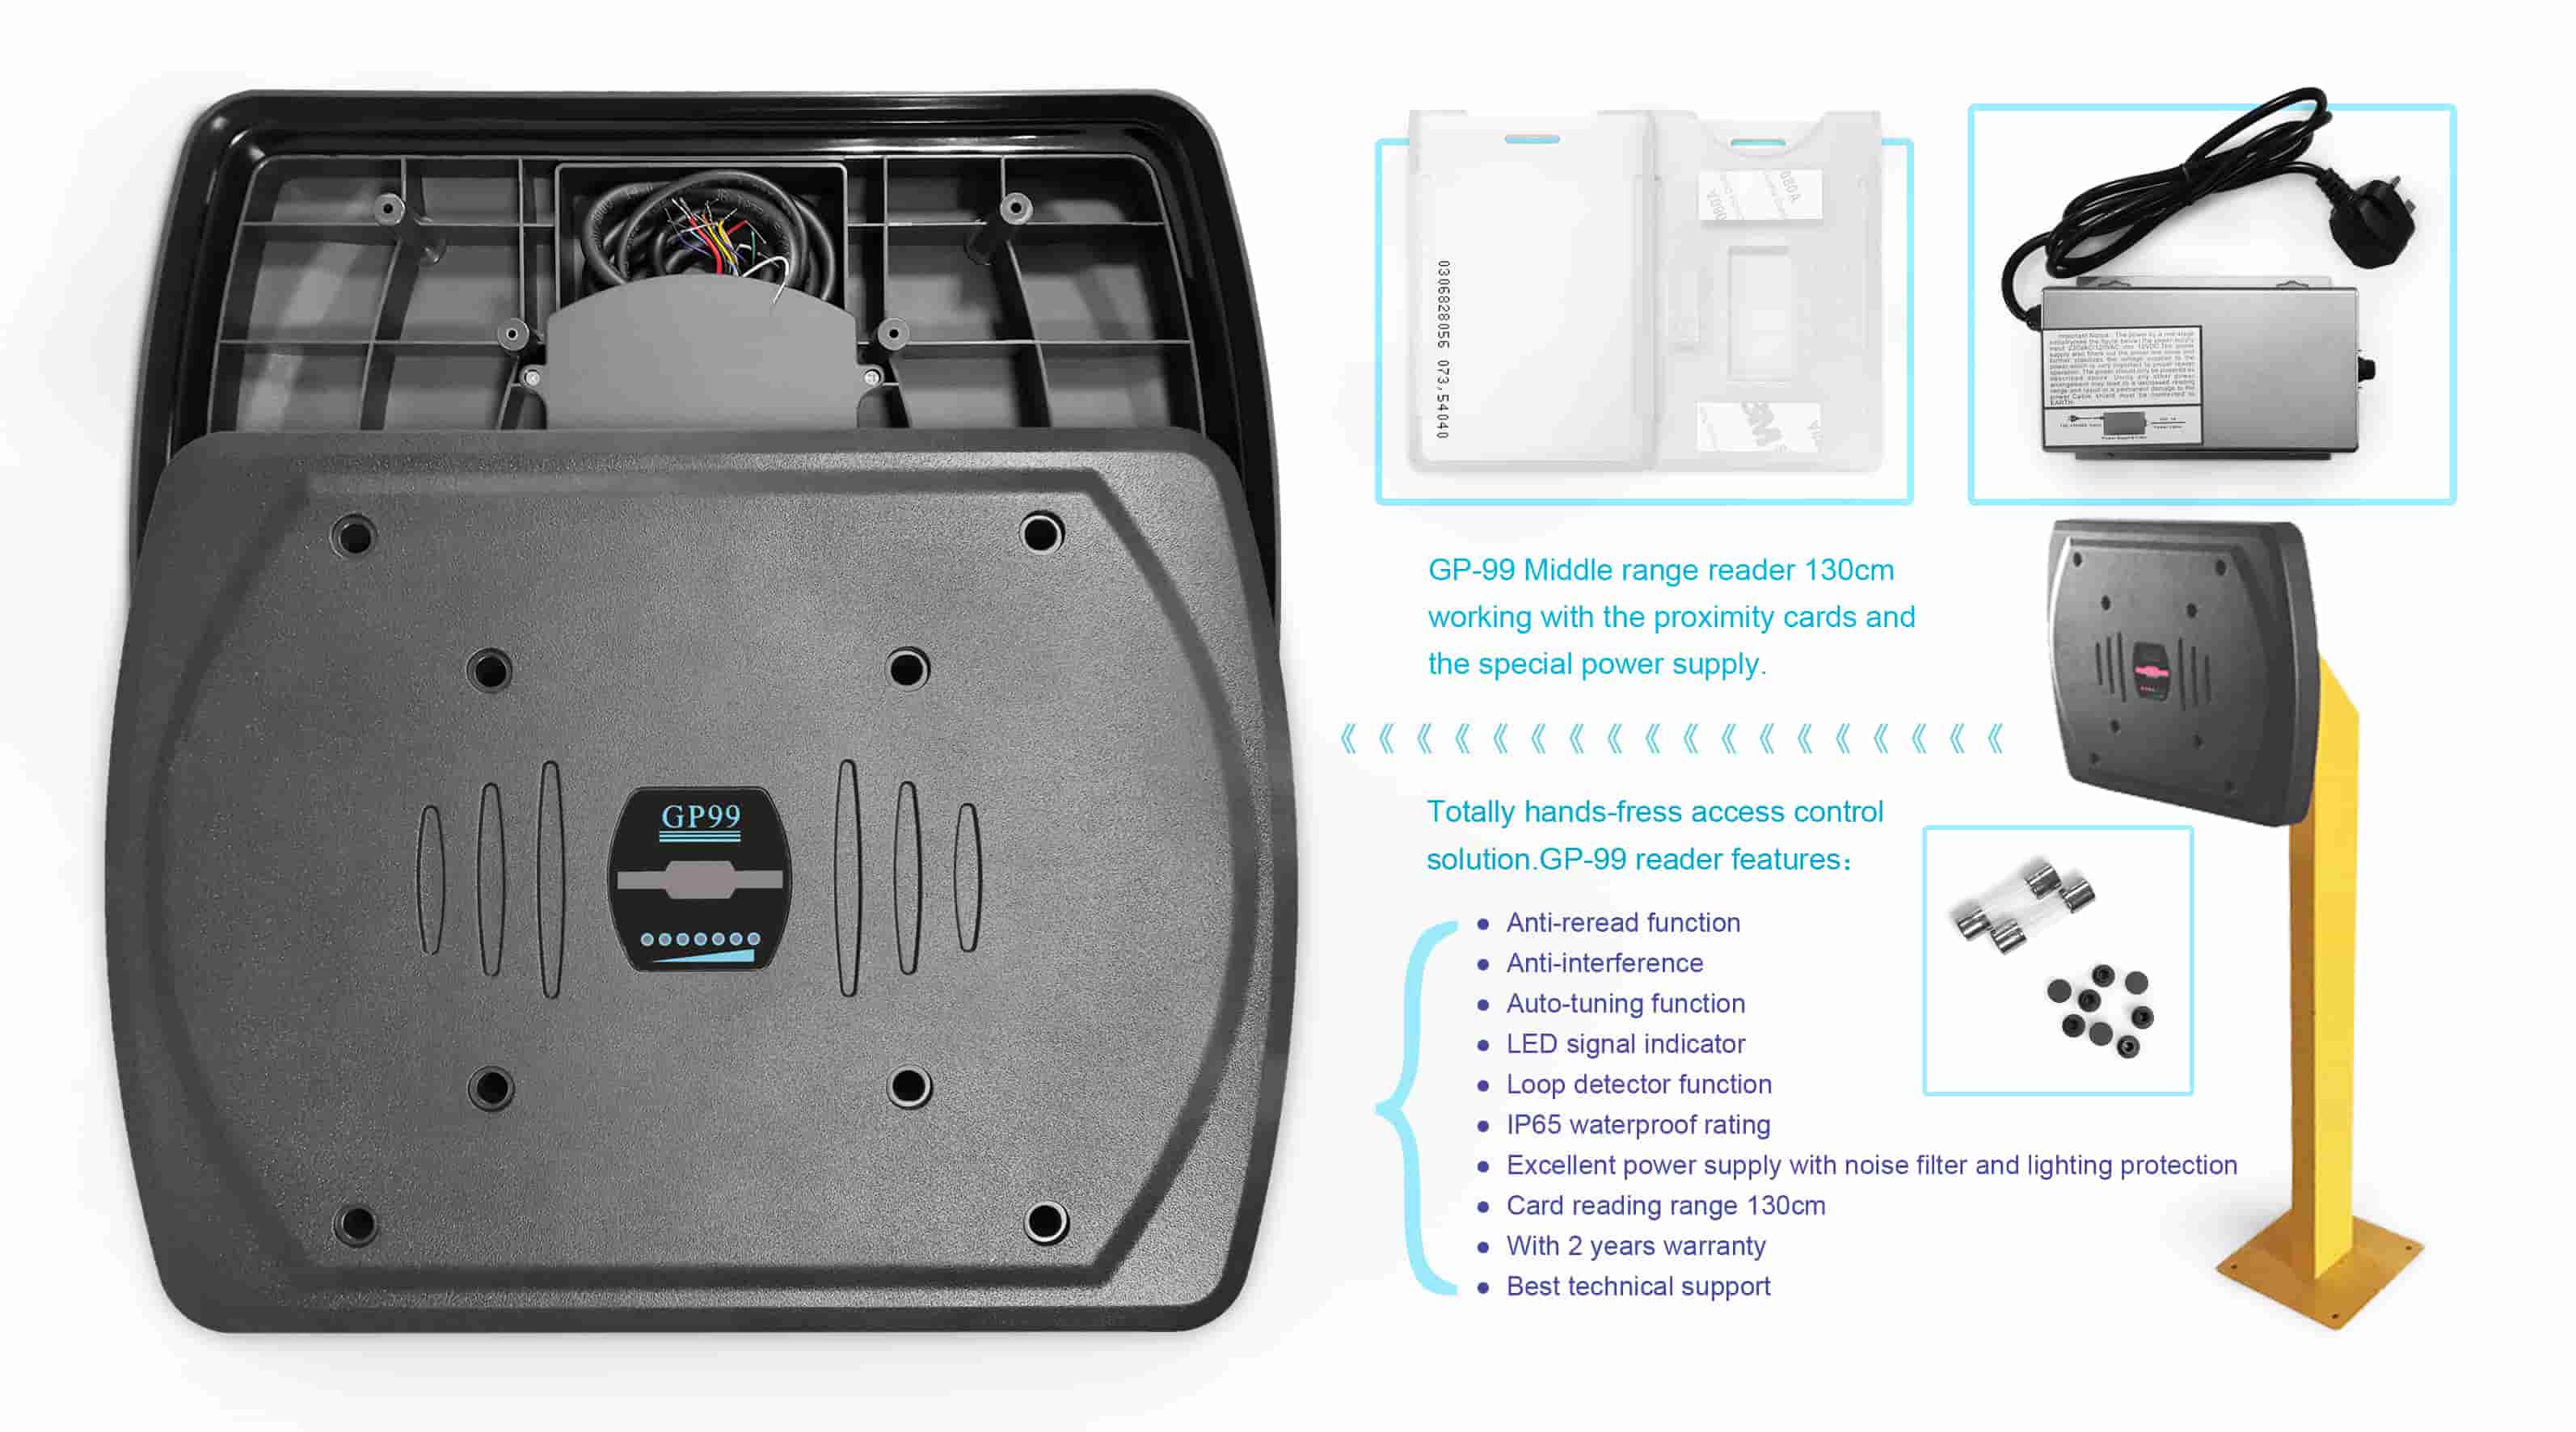 GP99
0306828055 073,54040
3M
GP-99 Middle range reader 130cm
working with the proximity cards and
the special power supply.
《 《 《 《 《 《 《 《 《 《 《 《 《 《 《 《 《 《
Totally hands-fress access control
solution.GP-99 reader features：
● Anti-reread function
● Anti-interference
● Auto-tuning function
● LED signal indicator
● Loop detector function
● IP65 waterproof rating
● Excellent power supply with noise filter and lighting protection
● Card reading range 130cm
● With 2 years warranty
● Best technical support